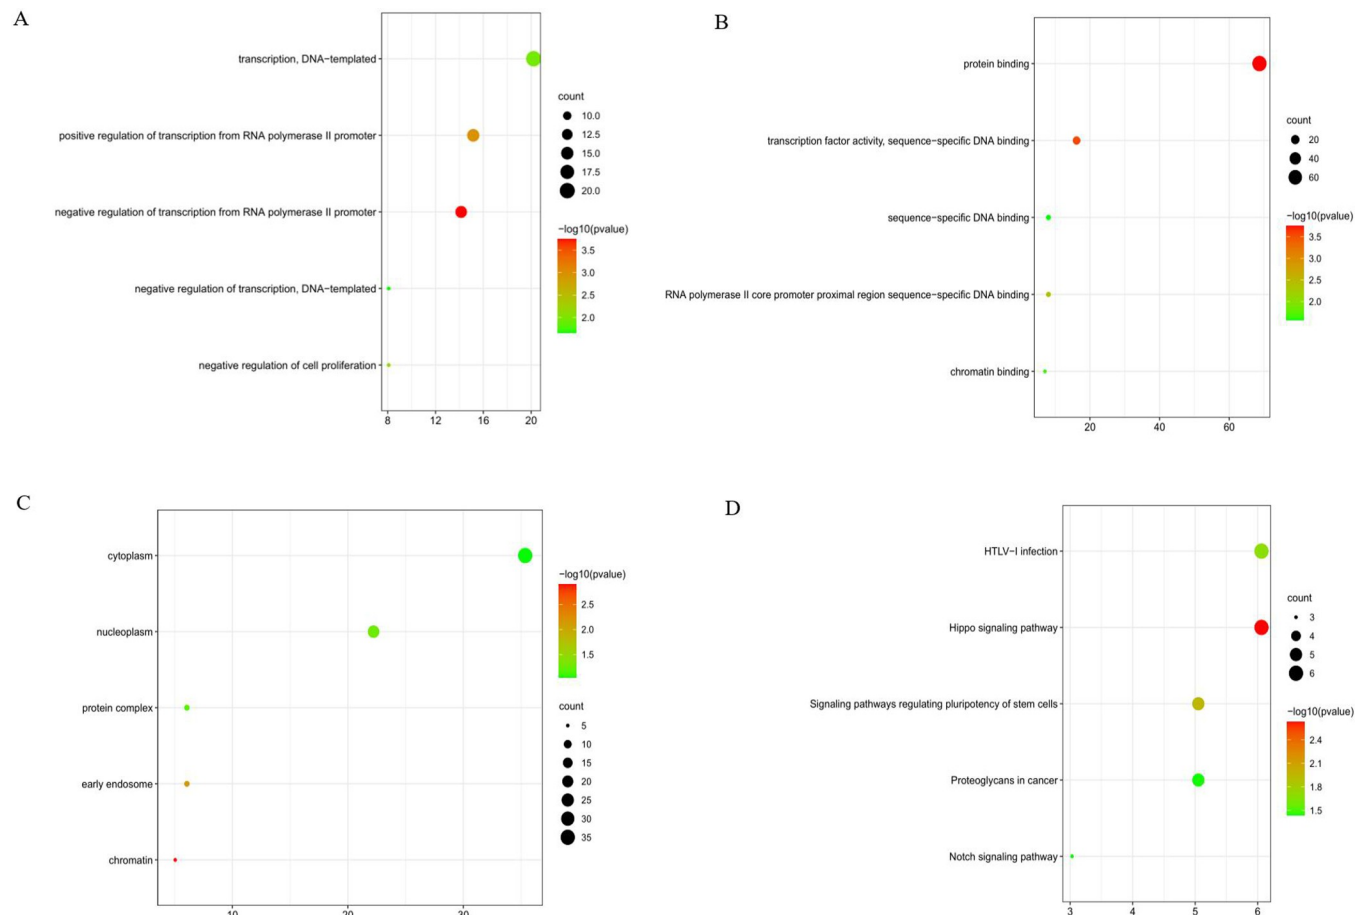 A
transcription, DNA−templated
positive regulation of transcription from RNA polymerase II promoter
negative regulation of transcription from RNA polymerase II promoter
negative regulation of transcription, DNA−templated
negative regulation of cell proliferation
8 12 16 20
count
10.0
12.5
15.0
17.5
20.0
−log10(pvalue)
3.5
3.0
2.5
2.0
B
protein binding
transcription factor activity, sequence−specific DNA binding
sequence−specific DNA binding
RNA polymerase II core promoter proximal region sequence−specific DNA binding
chromatin binding
20 40 60
count
20
40
60
−log10(pvalue)
3.5
3.0
2.5
2.0
C
cytoplasm
nucleoplasm
protein complex
early endosome
chromatin
10 20 30
−log10(pvalue)
2.5
2.0
1.5
count
5
10
15
20
25
30
35
D
HTLV−I infection
Hippo signaling pathway
Signaling pathways regulating pluripotency of stem cells
Proteoglycans in cancer
Notch signaling pathway
3 4 5 6
count
3
4
5
6
−log10(pvalue)
2.4
2.1
1.8
1.5